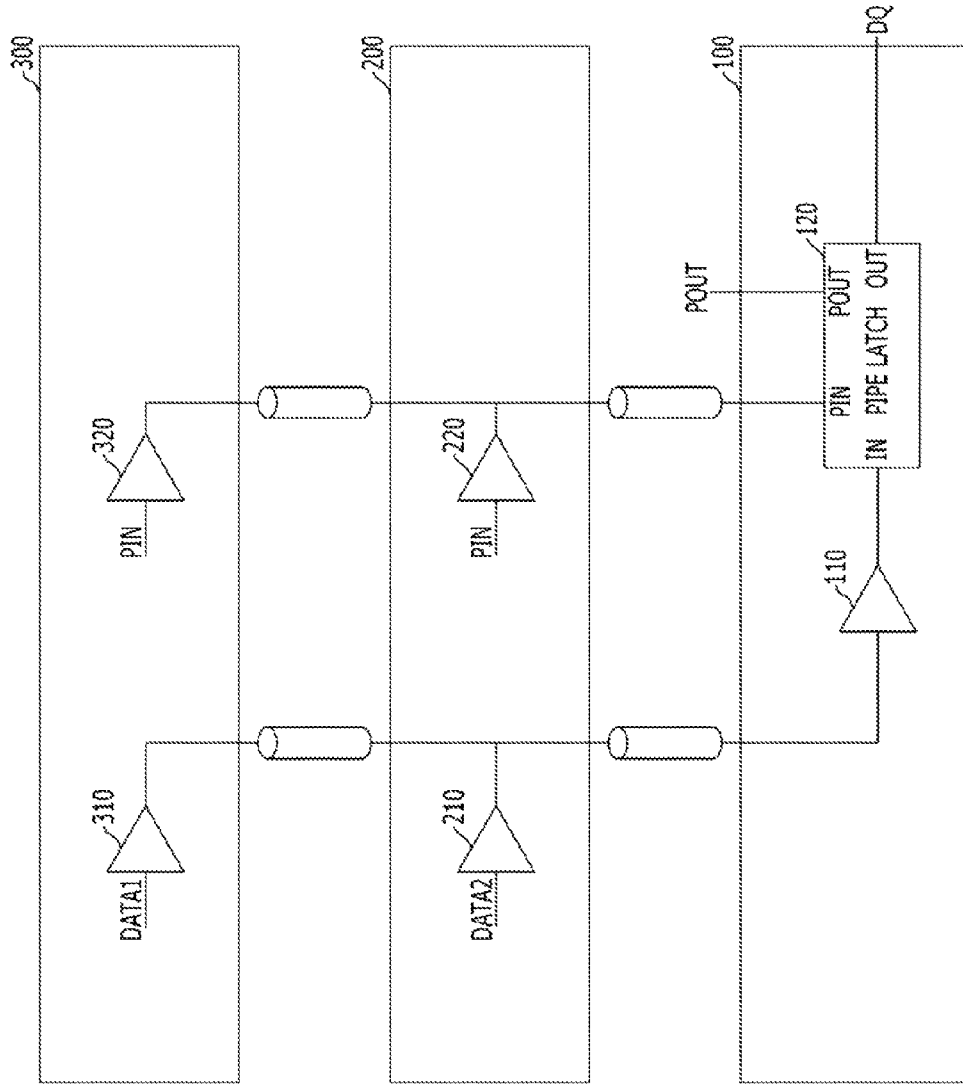 300
320
PIN
310
DATA1
200
220
PIN
210
DATA2
100
DQ
POUT
120
PIN
POUT
IN
PIPE LATCH
OUT
110